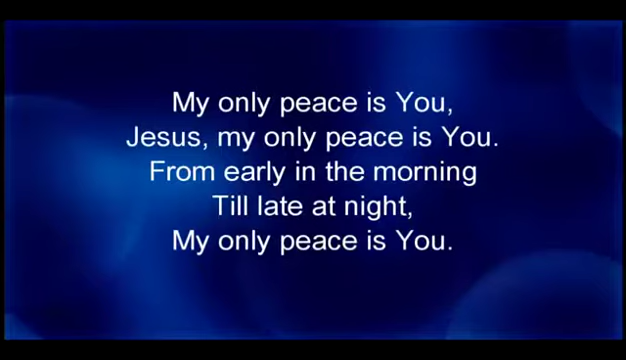 My only peace is You,
Jesus, my only peace is You.
From early in the morning
Till late at night,
My only peace is You.